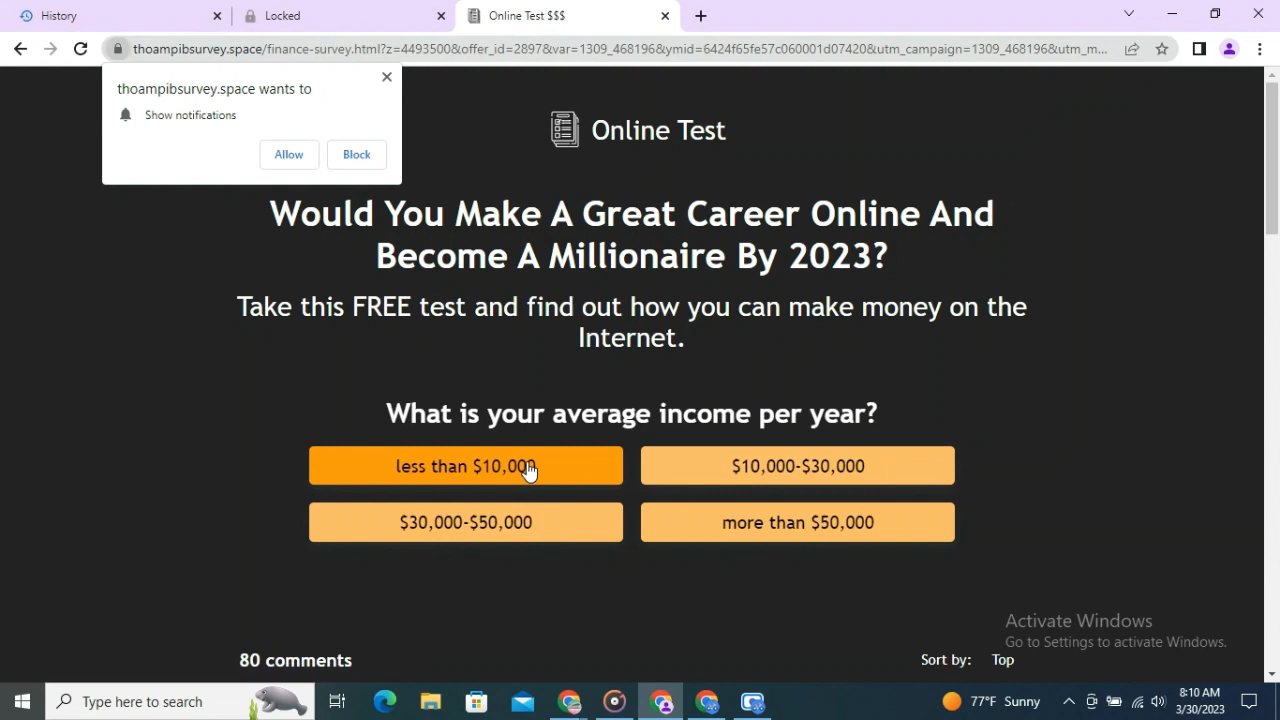 History
Locked
Online Test $$$
thoampibsurvey.space/finance-survey.html?z=4493500&offer_id=2897&var=1309_468196&ymid=6424f65fe57c060001d07420&utm_campaign=1309_468196&utm_m...
thoampibsurvey.space wants to
Show notifications
Allow Block
Online Test
Would You Make A Great Career Online And
Become A Millionaire By 2023?
Take this FREE test and find out how you can make money on the
Internet.
What is your average income per year?
less than $10,000 $10,000-$30,000
$30,000-$50,000 more than $50,000
Activate Windows
Go to Settings to activate Windows.
80 comments Sort by: Top
Type here to search
77°F Sunny
8:10 AM
3/30/2023